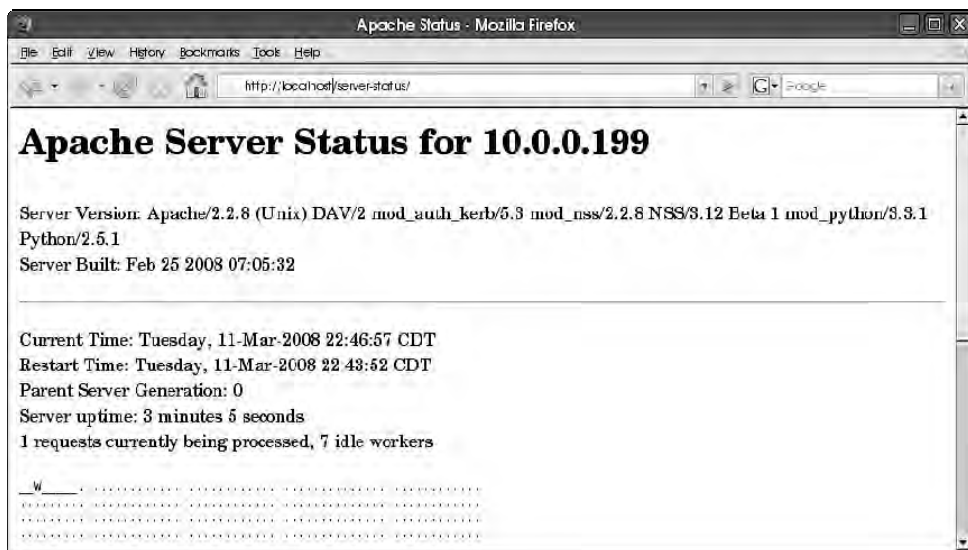 Apache Status - Mozilla Firefox
File Edit View History Bookmarks Tools Help
http://localhost/server-status/
G Google
Apache Server Status for 10.0.0.199
Server Version: Apache/2.2.8 (Unix) DAV/2 mod_auth_kerb/5.3 mod_nss/2.2.8 NSS/3.12 Beta 1 mod_python/3.3.1
Python/2.5.1
Server Built: Feb 25 2008 07:05:32
Current Time: Tuesday, 11-Mar-2008 22:46:57 CDT
Restart Time: Tuesday, 11-Mar-2008 22:43:52 CDT
Parent Server Generation: 0
Server uptime: 3 minutes 5 seconds
1 requests currently being processed, 7 idle workers
__W_____